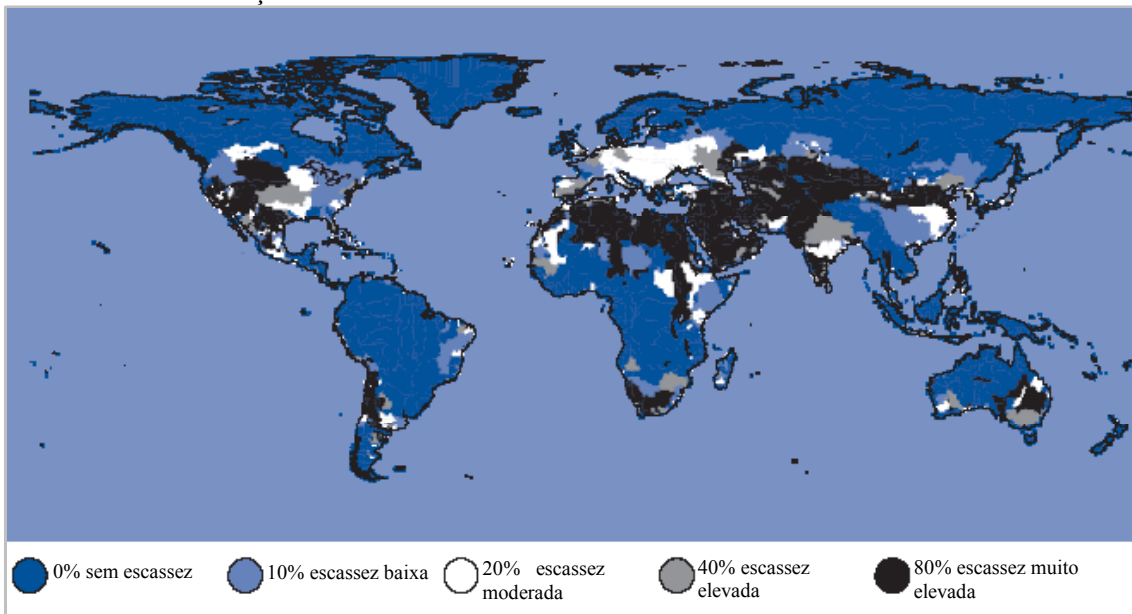 0% sem escassez
10% escassez baixa
20% escassez
moderada
40% escassez
elevada
80% escassez muito
elevada